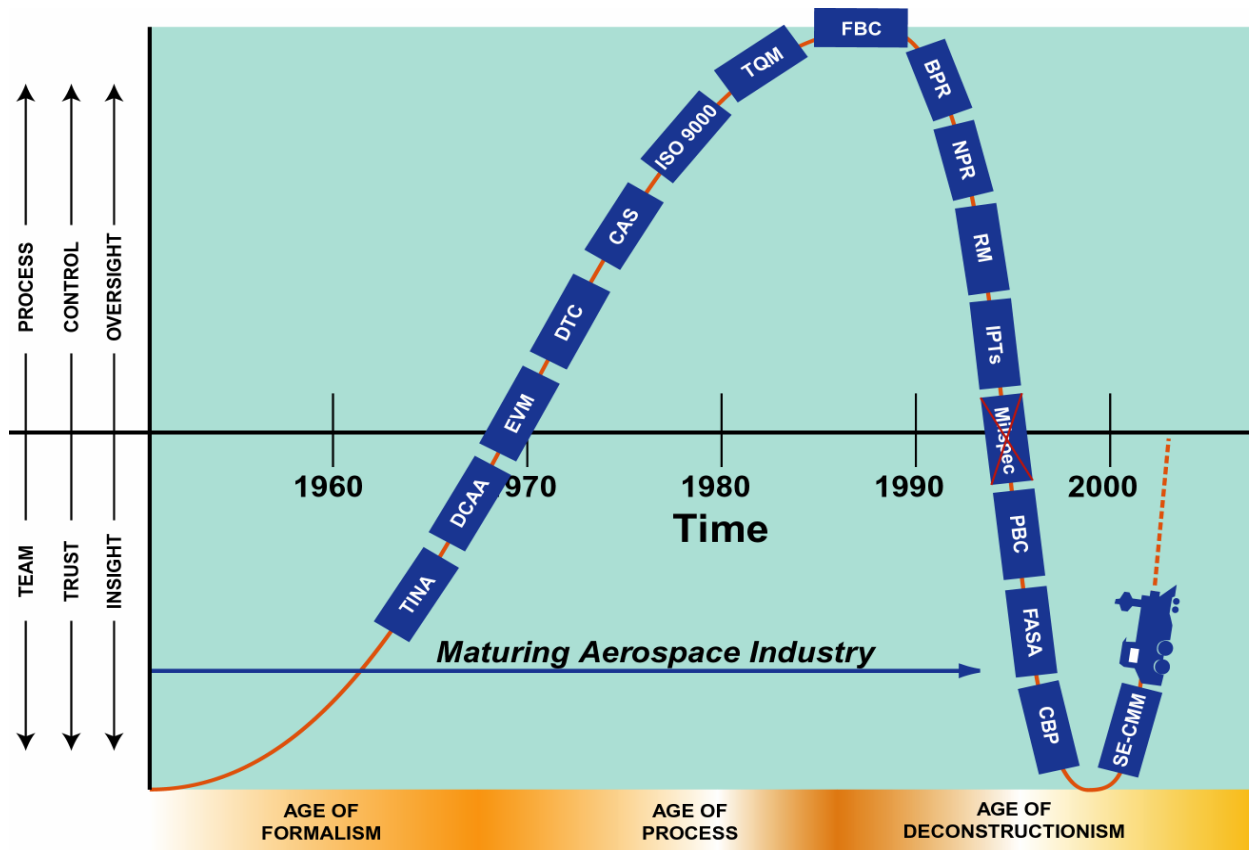 FBC
TQM
BPR
ISO 9000
NPR
CAS
RM
DTC
IPTs
EVM
Milspec
DCAA
PBC
TINA
FASA
CBP
SE-CMM
PROCESS
CONTROL
OVERSIGHT
TEAM
TRUST
INSIGHT
1960
1970
1980
1990
2000
Time
Maturing Aerospace Industry
AGE OF
FORMALISM
AGE OF
PROCESS
AGE OF
DECONSTRUCTIONISM